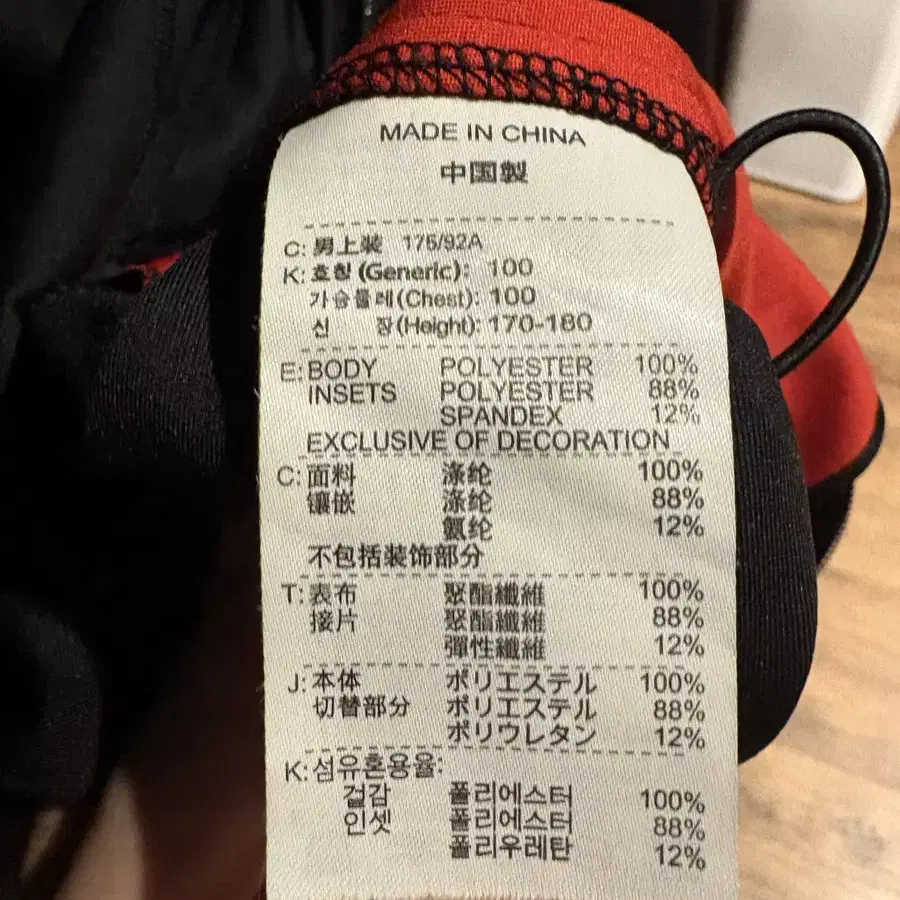 MADE IN CHINA
中国製
C: 男上裝 175/92A
K: 호칭 (Generic): 100
가슴둘레(Chest): 100
신 장(Height): 170-180
E: BODY POLYESTER 100%
INSETS POLYESTER 88%
SPANDEX 12%
EXCLUSIVE OF DECORATION
C: 面料 涤纶 100%
镶嵌 涤纶 88%
氨纶 12%
不包括装饰部分
T: 表布 聚酯纖維 100%
接片 聚酯纖維 88%
彈性纖維 12%
J: 本体 ポリエステル 100%
切替部分 ポリエステル 88%
ポリウレタン 12%
K: 섬유혼용율:
겉감 폴리에스터 100%
인셋 폴리에스터 88%
폴리우레탄 12%